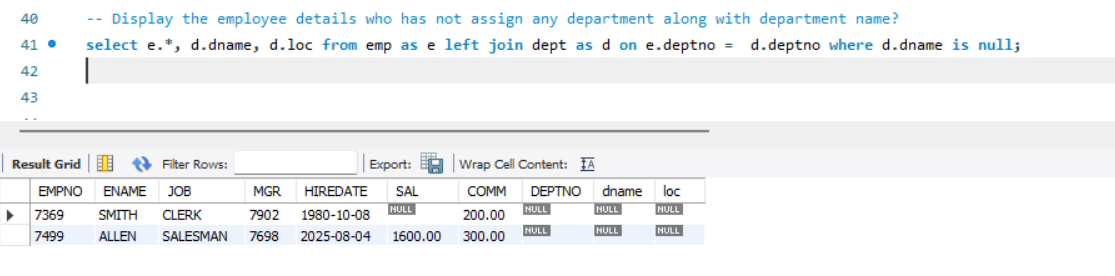 40 -- Display the employee details who has not assign any department along with department name?
41 select e.*, d.dname, d.loc from emp as e left join dept as d on e.deptno =  d.deptno where d.dname is null;
42
43
Result Grid Filter Rows: Export: Wrap Cell Content: IA
EMPNO ENAME JOB MGR HIREDATE SAL COMM DEPTNO dname loc
7369 SMITH CLERK 7902 1980-10-08 NULL 200.00 NULL NULL NULL
7499 ALLEN SALESMAN 7698 2025-08-04 1600.00 300.00 NULL NULL NULL